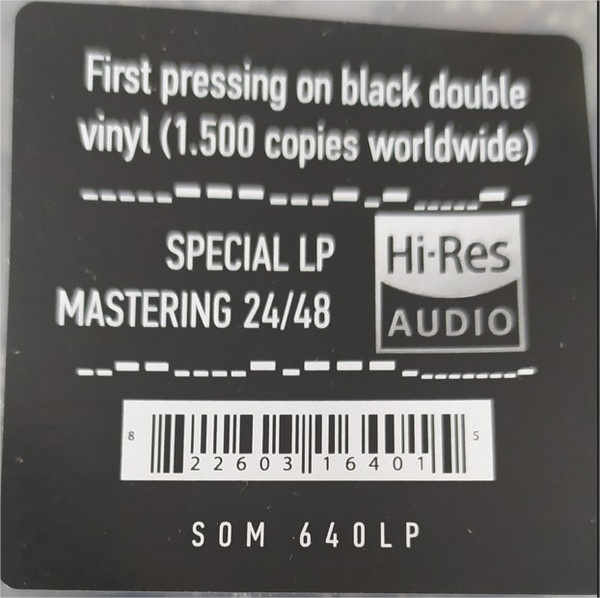 First pressing on black double
vinyl (1.500 copies worldwide)
SPECIAL LP
MASTERING 24/48
Hi-Res
AUDIO
8 22603 16401 5
SOM 640LP